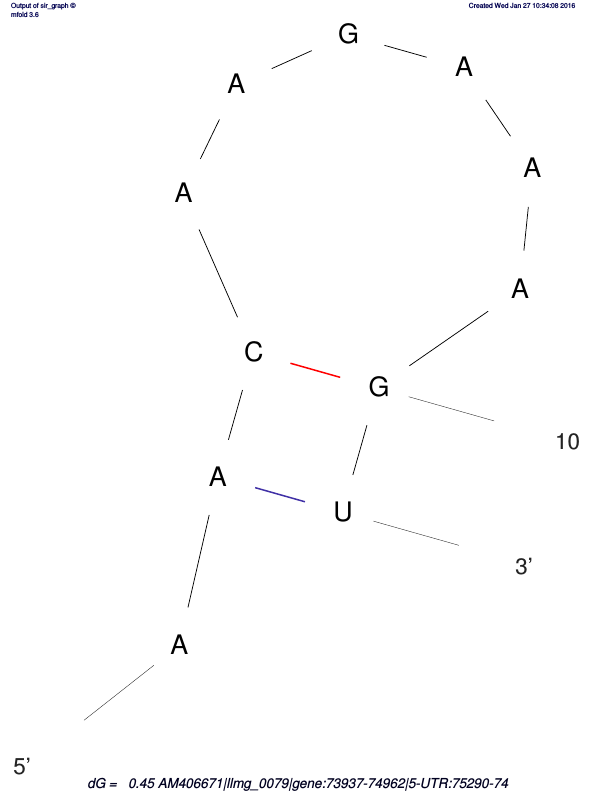 Output of sir_graph ©
mfold 3.6
Created Wed Jan 27 10:34:08 2016
G
A
A
A
A
A
A
C
G
10
A
U
3’
A
5’
dG = 0.45 AM406671|llmg_0079|gene:73937-74962|5-UTR:75290-74